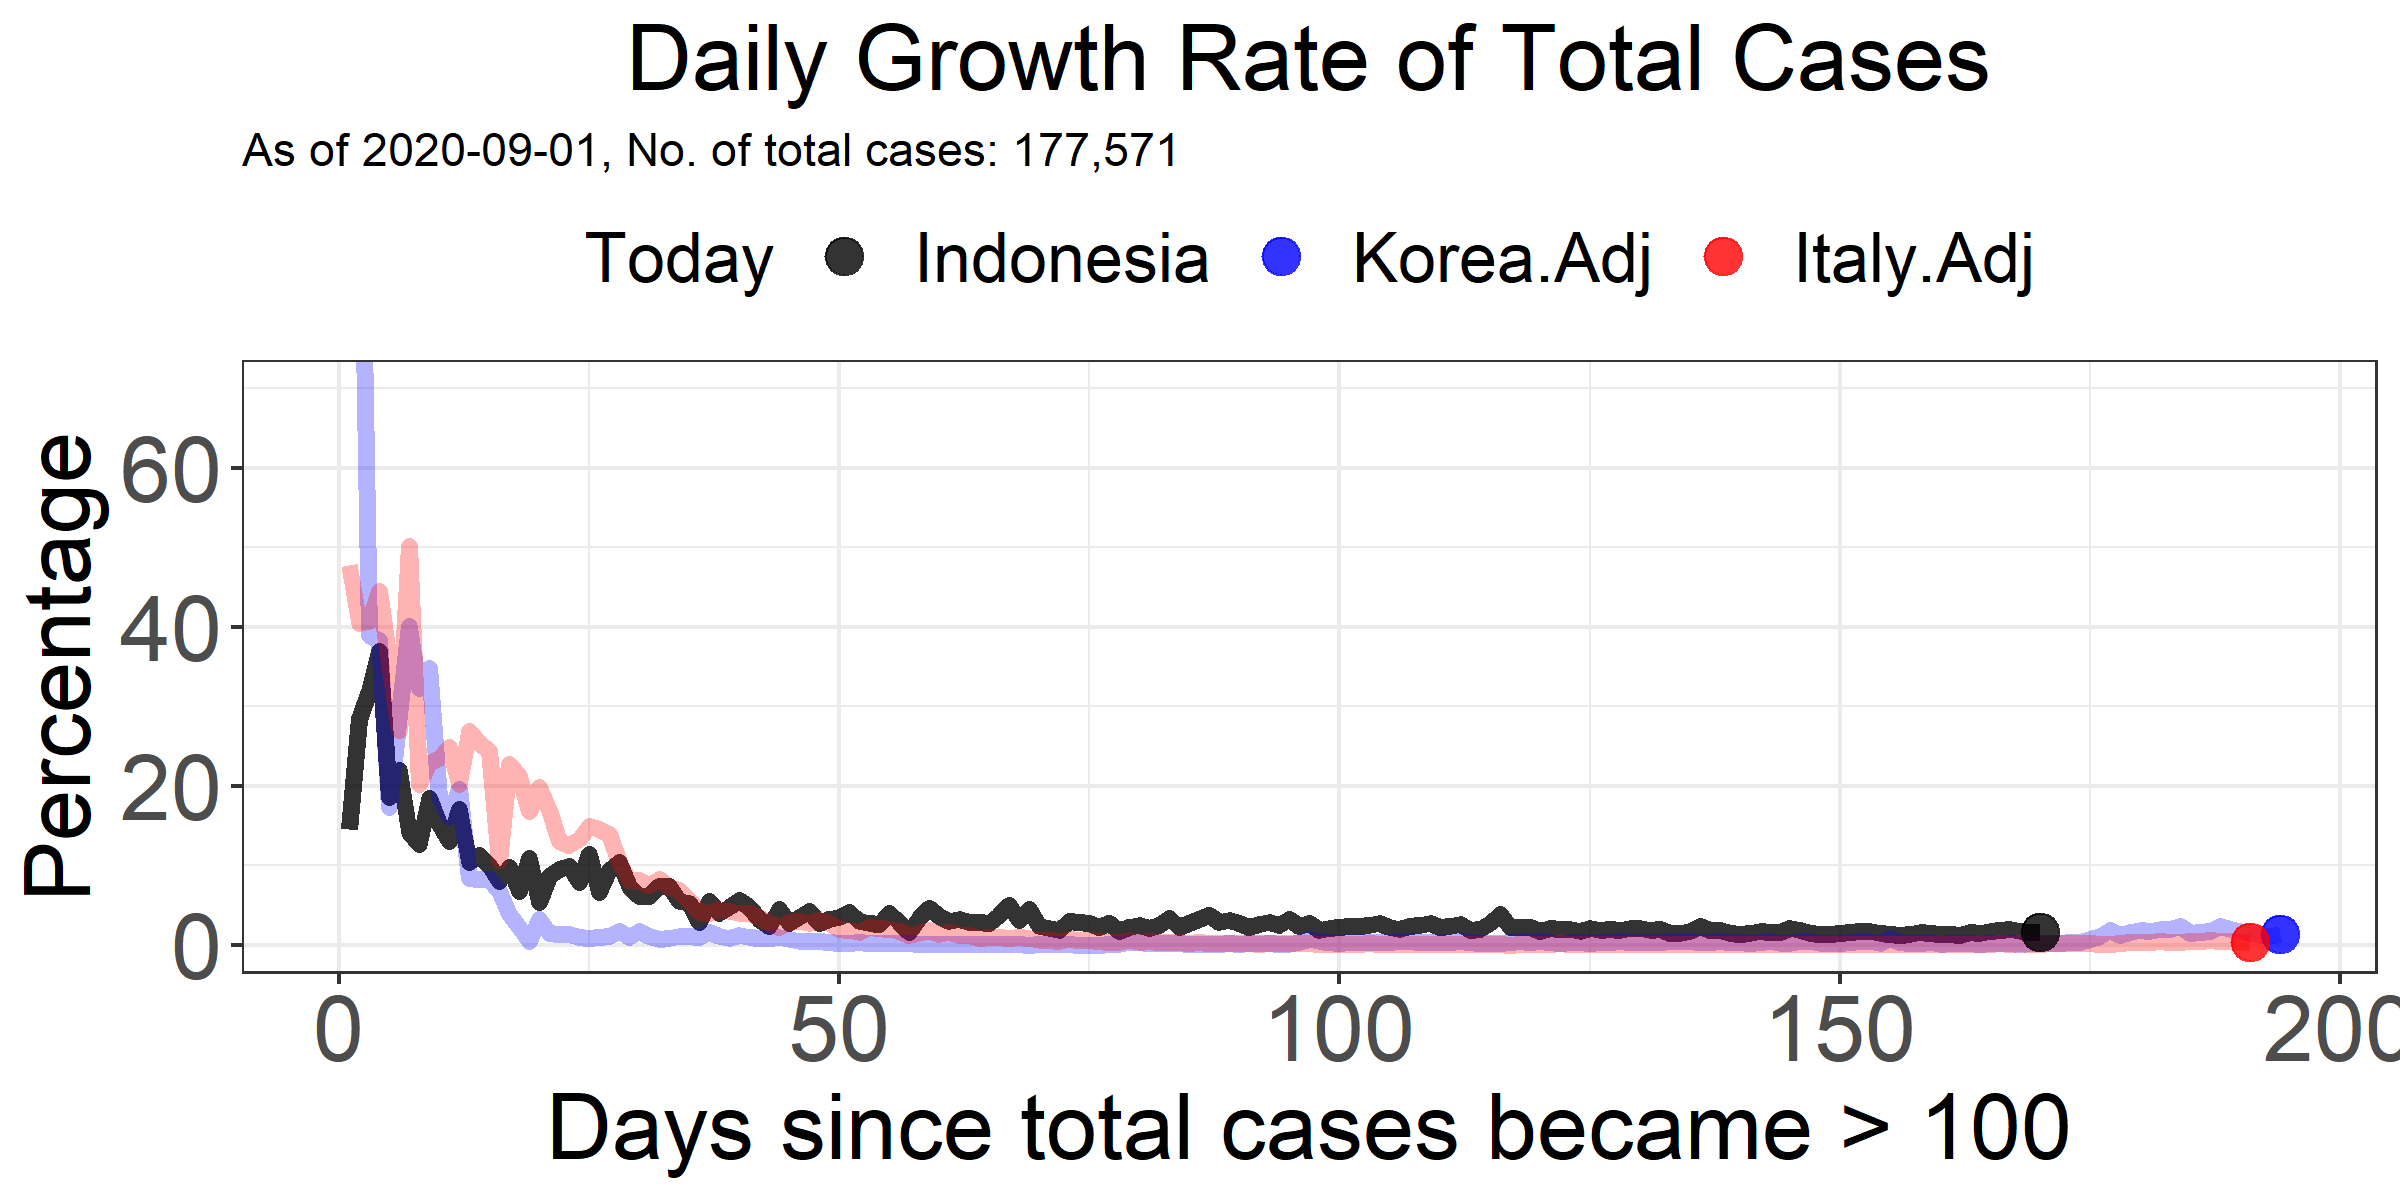 Daily Growth Rate of Total Cases
As of 2020-09-01, No. of total cases: 177,571
Today Indonesia Korea.Adj Italy.Adj
Percentage
60
40
20
0
0 50 100 150 200
Days since total cases became > 100